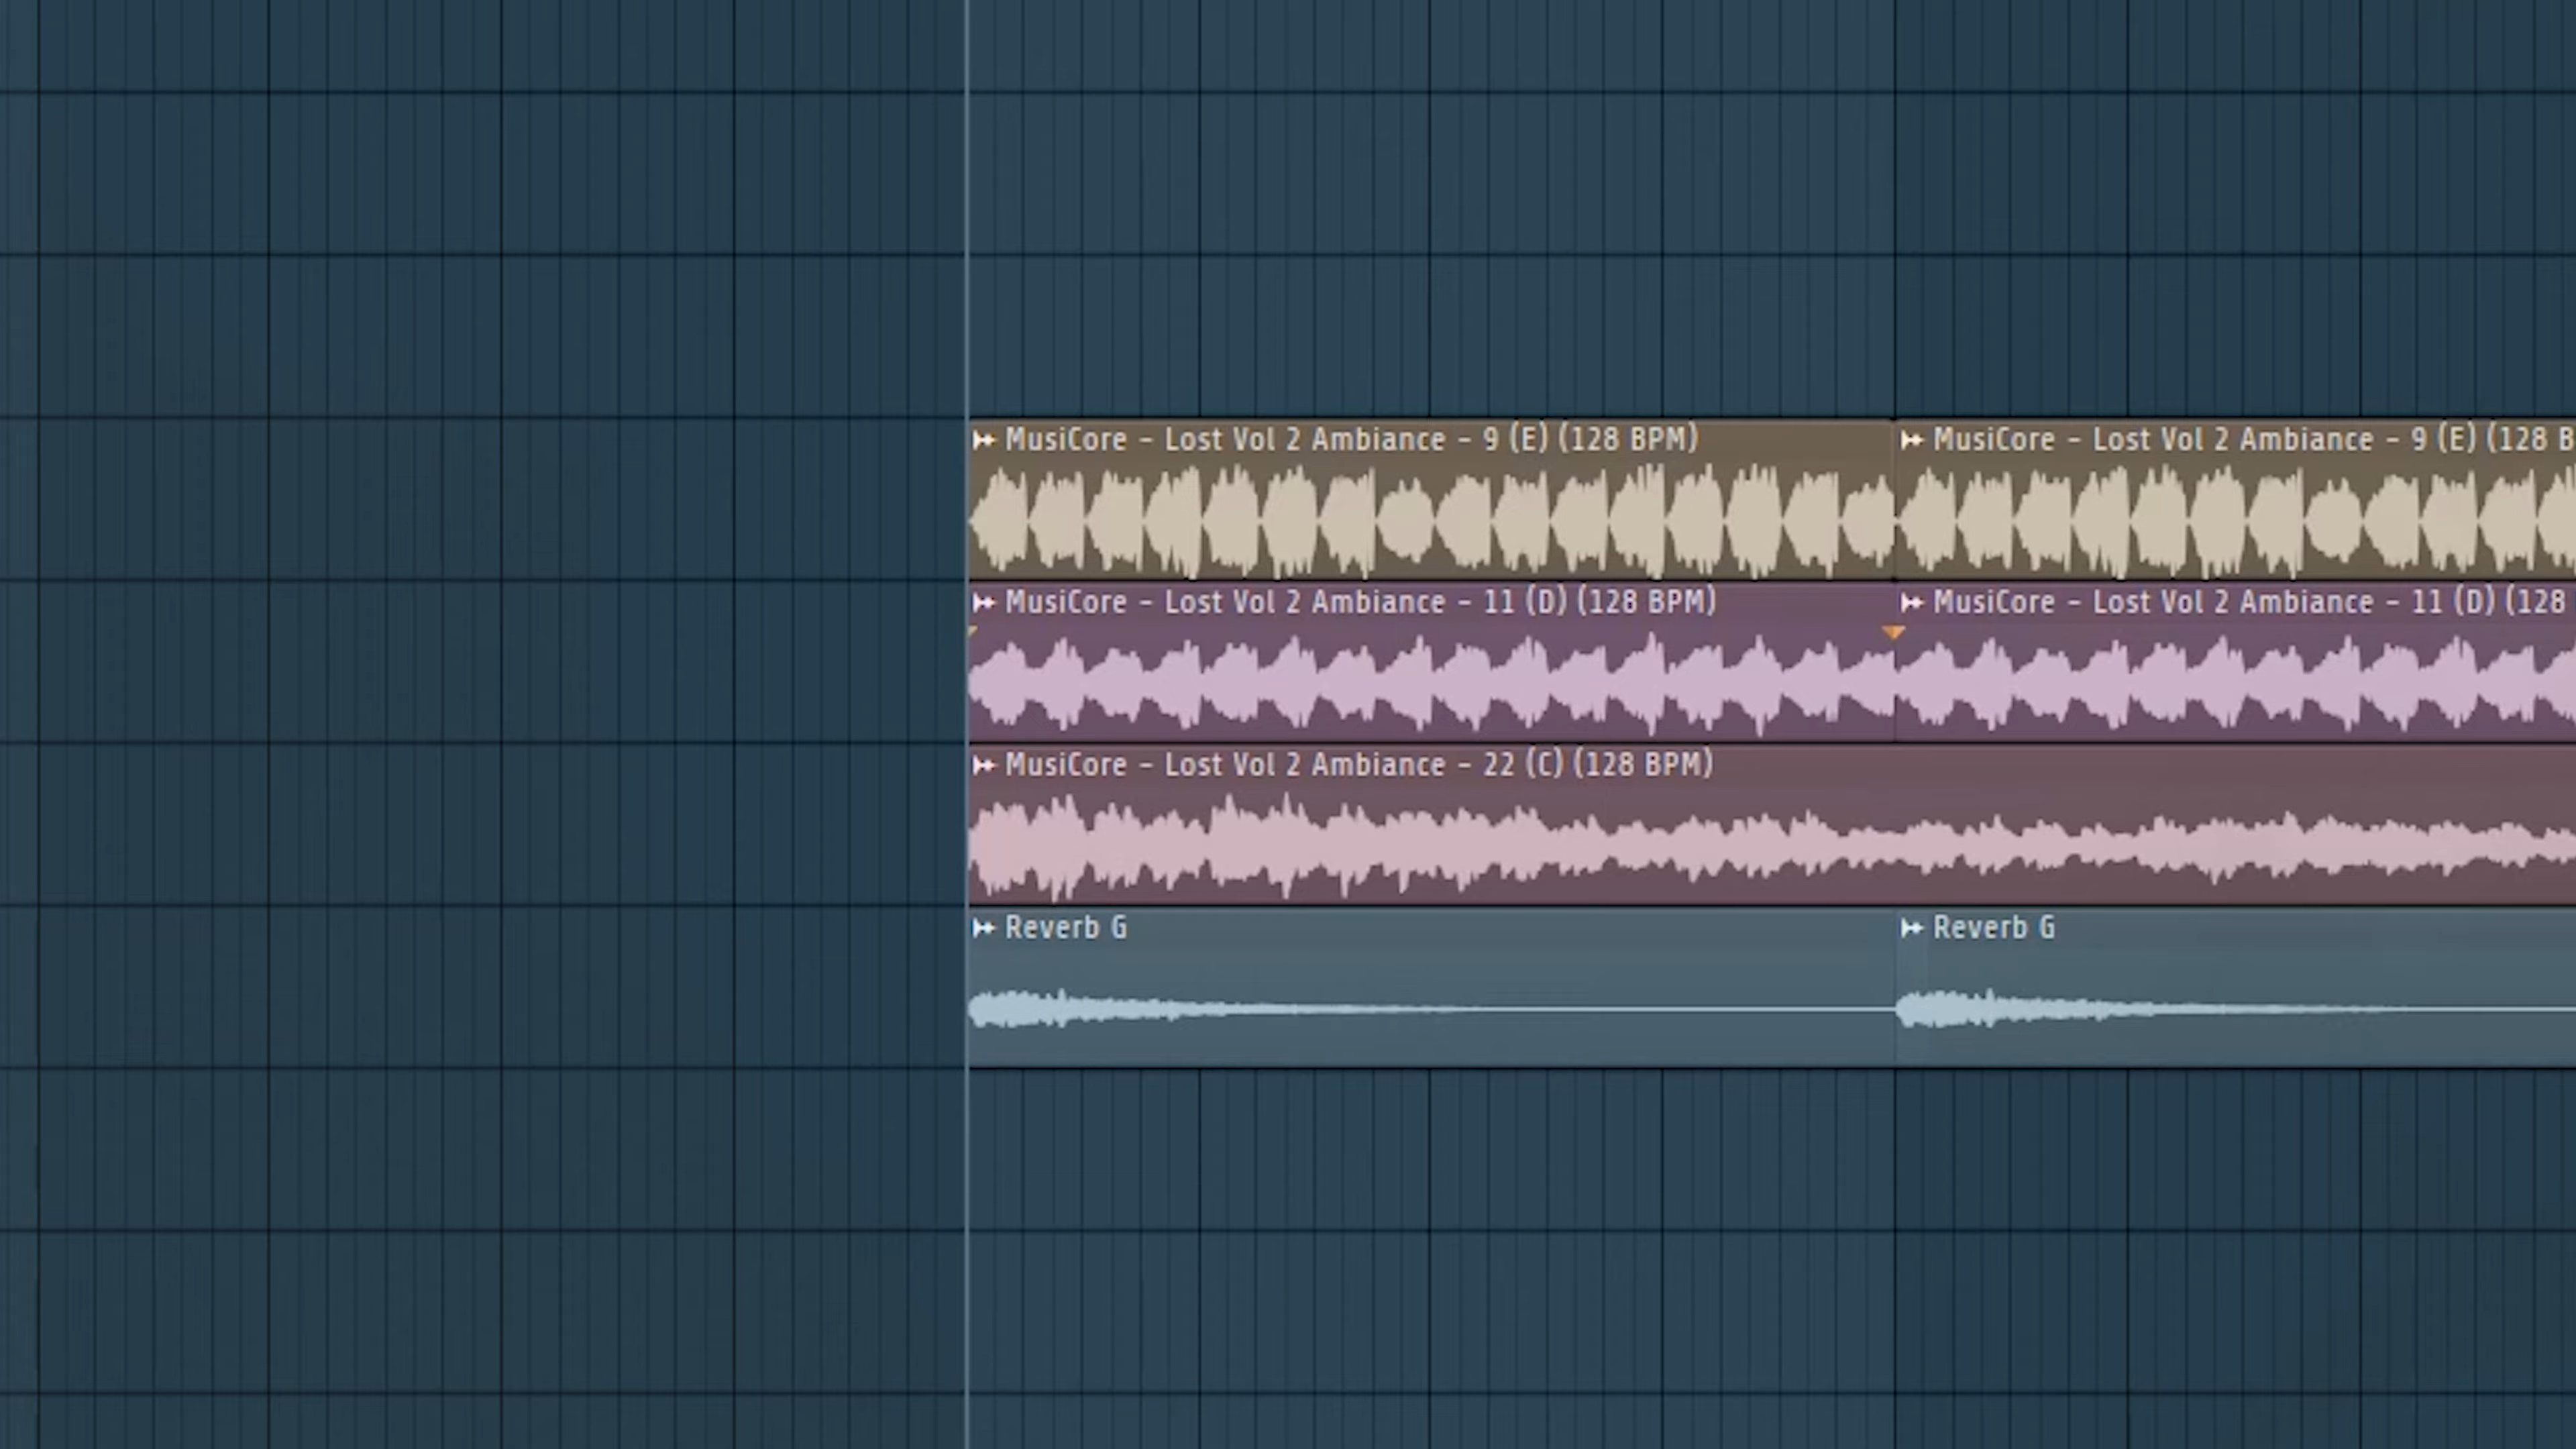 MusiCore - Lost Vol 2 Ambiance - 9 (E) (128 BPM)
MusiCore - Lost Vol 2 Ambiance - 9 (E) (128 B
MusiCore - Lost Vol 2 Ambiance - 11 (D) (128 BPM)
MusiCore - Lost Vol 2 Ambiance - 11 (D) (128
MusiCore - Lost Vol 2 Ambiance - 22 (C) (128 BPM)
Reverb G
Reverb G